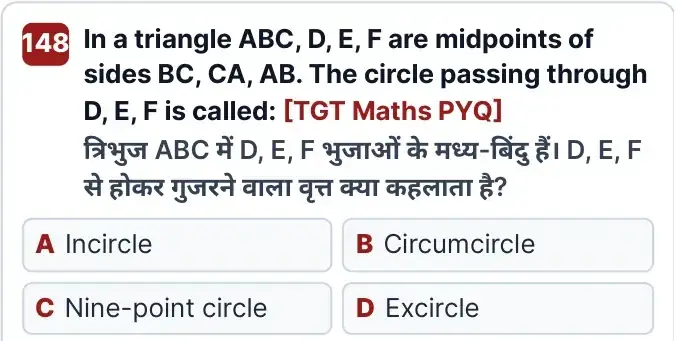 148 In a triangle ABC, D, E, F are midpoints of
sides BC, CA, AB. The circle passing through
D, E, F is called: [TGT Maths PYQ]
त्रिभुज ABC में D, E, F भुजाओं के मध्य-बिंदु हैं। D, E, F
से होकर गुजरने वाला वृत्त क्या कहलाता है?
A Incircle
B Circumcircle
C Nine-point circle
D Excircle